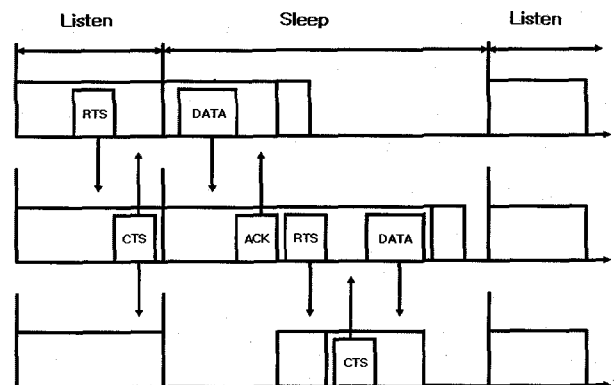 Listen Sleep Listen
RTS DATA
CTS ACK RTS DATA
CTS